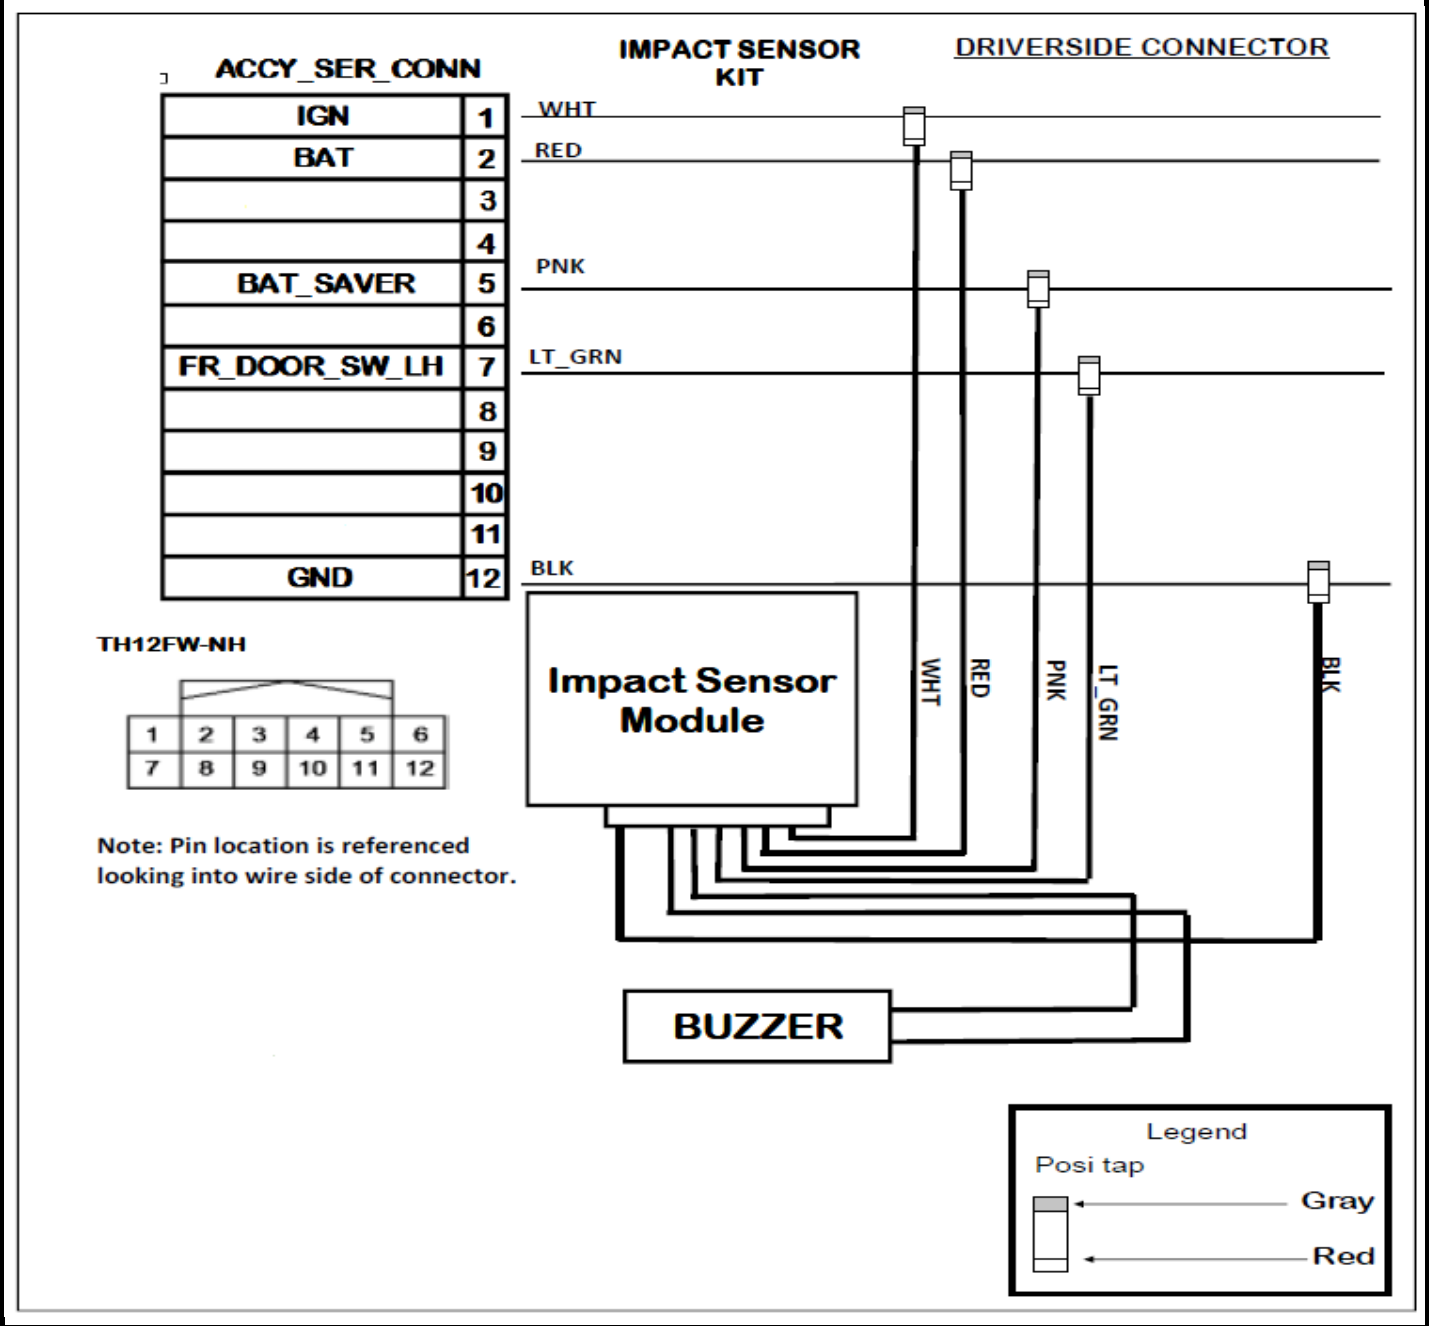 ACCY_SER_CONN
IMPACT SENSOR
KIT
DRIVERSIDE CONNECTOR
IGN 1 WHT
BAT 2 RED
3
4
BAT_SAVER 5 PNK
6
FR_DOOR_SW_LH 7 LT_GRN
8
9
10
11
GND 12 BLK
TH12FW-NH
1 2 3 4 5 6
7 8 9 10 11 12
Note: Pin location is referenced
looking into wire side of connector.
Impact Sensor
Module
WHT
RED
PNK
LT_GRN
BLK
BUZZER
Legend
Posi tap
Gray
Red